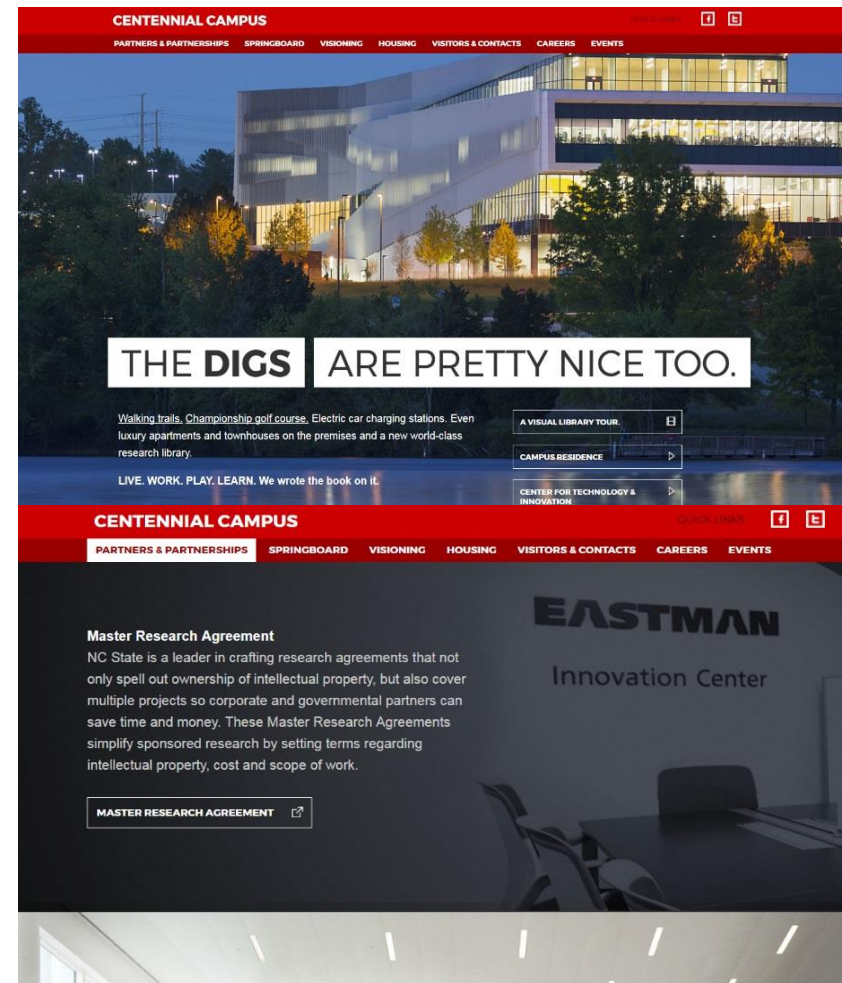 CENTENNIAL CAMPUS
QUICK LINKS
PARTNERS & PARTNERSHIPS SPRINGBOARD VISIONING HOUSING VISITORS & CONTACTS CAREERS EVENTS
THE DIGS ARE PRETTY NICE TOO.
Walking trails. Championship golf course. Electric car charging stations. Even
luxury apartments and townhouses on the premises and a new world-class
research library.
LIVE. WORK. PLAY. LEARN. We wrote the book on it.
A VISUAL LIBRARY TOUR.
CAMPUS RESIDENCE
CENTER FOR TECHNOLOGY &
INNOVATION
CENTENNIAL CAMPUS
QUICK LINKS
PARTNERS & PARTNERSHIPS SPRINGBOARD VISIONING HOUSING VISITORS & CONTACTS CAREERS EVENTS
EASTMAN
Innovation Center
Master Research Agreement
NC State is a leader in crafting research agreements that not
only spell out ownership of intellectual property, but also cover
multiple projects so corporate and governmental partners can
save time and money. These Master Research Agreements
simplify sponsored research by setting terms regarding
intellectual property, cost and scope of work.
MASTER RESEARCH AGREEMENT